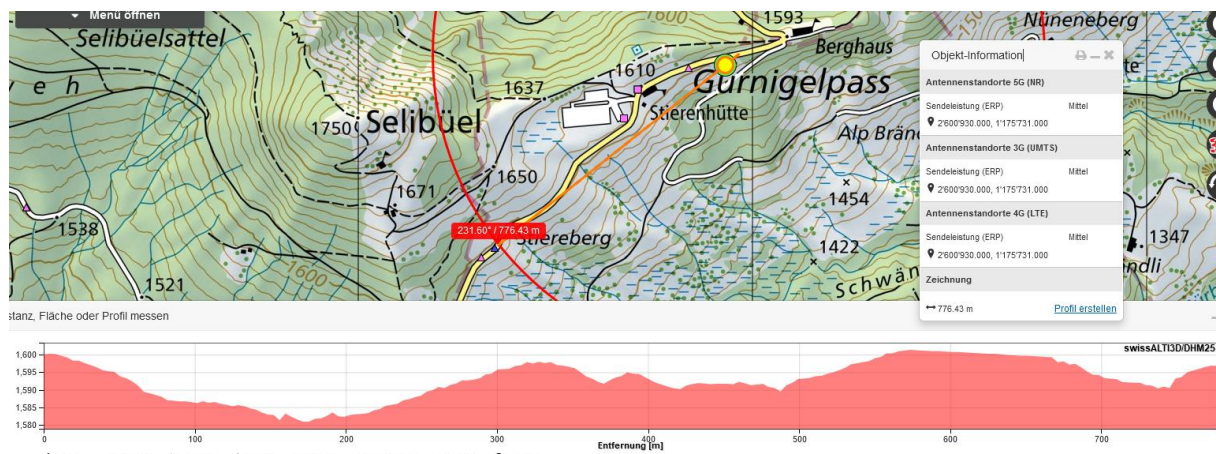 Menü öffnen
Selibüelsattel
1600
1593
Nüneneberg
Berghaus
Objekt-Information
Antennenstandorte 5G (NR)
Sendeleistung (ERP) Mittel
2'600'930.000, 1'175'731.000
Antennenstandorte 3G (UMTS)
Sendeleistung (ERP) Mittel
2'600'930.000, 1'175'731.000
Antennenstandorte 4G (LTE)
Sendeleistung (ERP) Mittel
2'600'930.000, 1'175'731.000
Zeichnung
776.43 m Profil erstellen
e h
1637
1610
Gurnigelpass
1750
Selibüel
Stierenhütte
Alp Brän
1671
1650
1454
1538
231.60° / 776.43 m
Stiereberg
1422
1347
ndli
1600
1521
Schwän
stanz, Fläche oder Profil messen
swissALTI3D/DHM25
1,600
1,595
1,590
1,585
1,580
0 100 200 300 400 500 600 700
Entfernung [m]